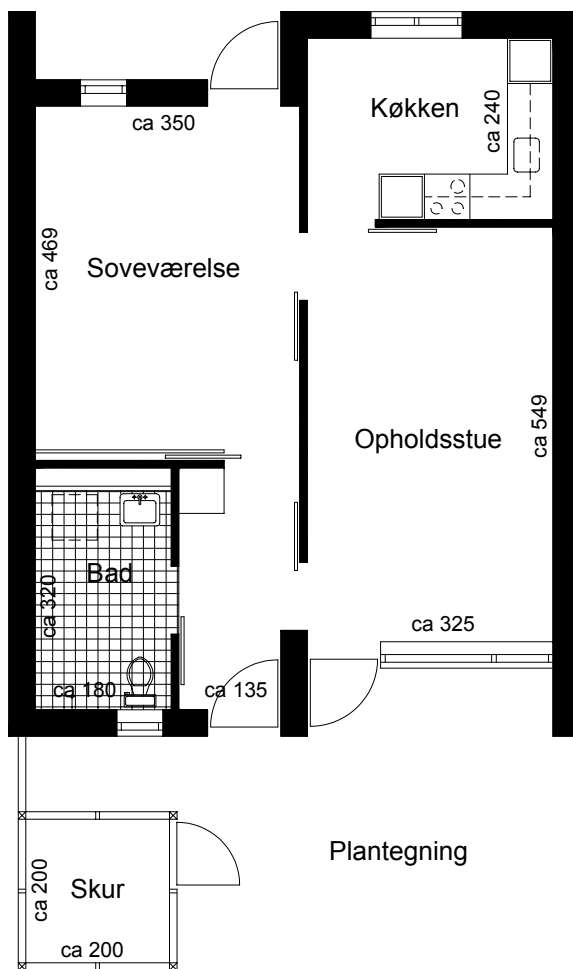 Køkken
ca 350
ca 240
ca 469
Soveværelse
Opholdsstue
ca 549
Bad
ca 320
ca 325
ca 180
ca 135
Plantegning
Skur
ca 200
ca 200